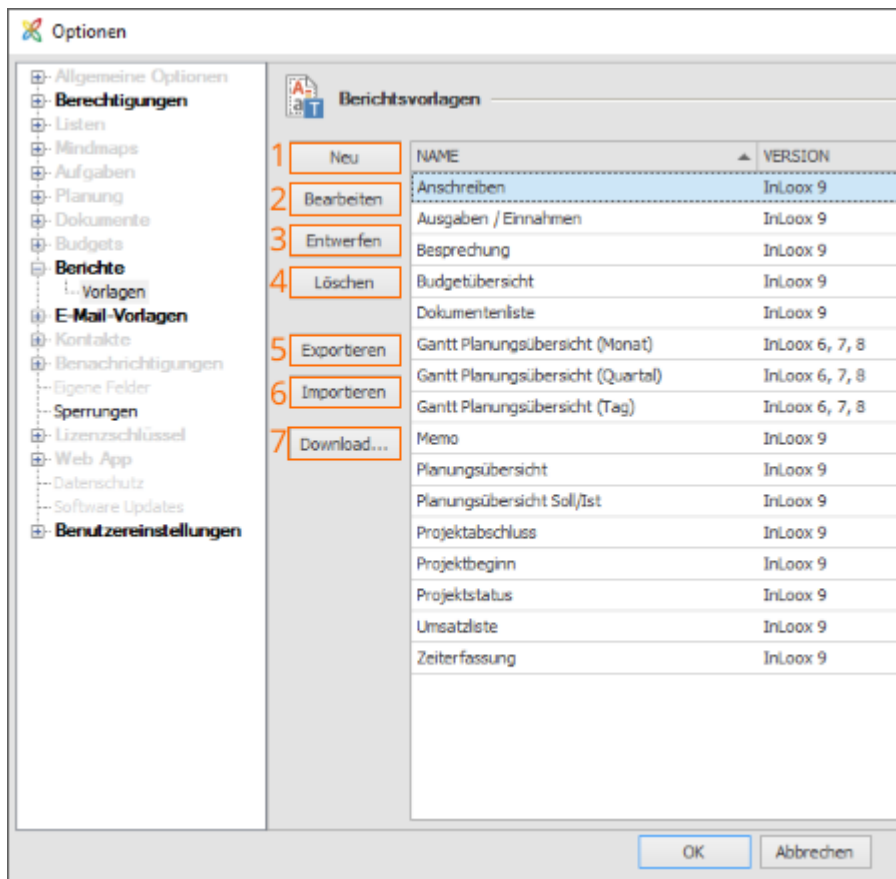 Optionen
Allgemeine Optionen
Berechtigungen
Listen
Mindmaps
Aufgaben
Planung
Dokumente
Budgets
Berichte
Vorlagen
E-Mail-Vorlagen
Kontakte
Benachrichtigungen
Eigene Felder
Sperrungen
Lizenzschlüssel
Web App
Datenschutz
Software Updates
Benutzereinstellungen
Berichtsvorlagen
1 Neu
2 Bearbeiten
3 Entwerfen
4 Löschen
5 Exportieren
6 Importieren
7 Download...
NAME VERSION
Anschreiben InLoox 9
Ausgaben / Einnahmen InLoox 9
Besprechung InLoox 9
Budgetübersicht InLoox 9
Dokumentenliste InLoox 9
Gantt Planungsübersicht (Monat) InLoox 6, 7, 8
Gantt Planungsübersicht (Quartal) InLoox 6, 7, 8
Gantt Planungsübersicht (Tag) InLoox 6, 7, 8
Memo InLoox 9
Planungsübersicht InLoox 9
Planungsübersicht Soll/Ist InLoox 9
Projektabschluss InLoox 9
Projektbeginn InLoox 9
Projektstatus InLoox 9
Umsatzliste InLoox 9
Zeiterfassung InLoox 9
OK Abbrechen